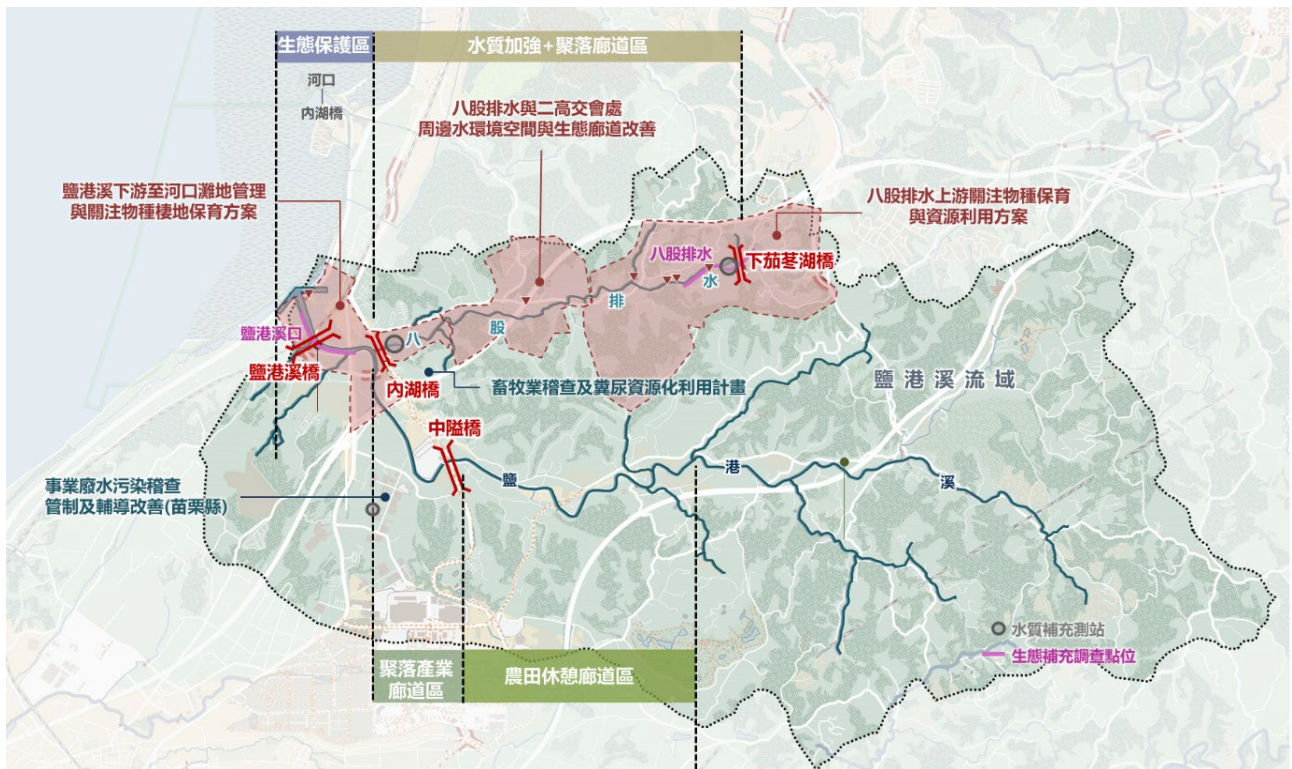 生態保護區
水質加強+聚落廊道區
河口
內湖橋
八股排水與二高交會處
周邊水環境空間與生態廊道改善
鹽港溪下游至河口灘地管理
與關注物種棲地保育方案
八股排水上游關注物種保育
與資源利用方案
八股排水
下茄苳湖橋
水
排
股
八
鹽港溪口
鹽港溪橋
內湖橋
畜牧業稽查及糞尿資源化利用計畫
鹽港溪流域
中隘橋
鹽
港
溪
事業廢水污染稽查
管制及輔導改善(苗栗縣)
水質補充測站
生態補充調查點位
聚落產業
廊道區
農田休憩廊道區